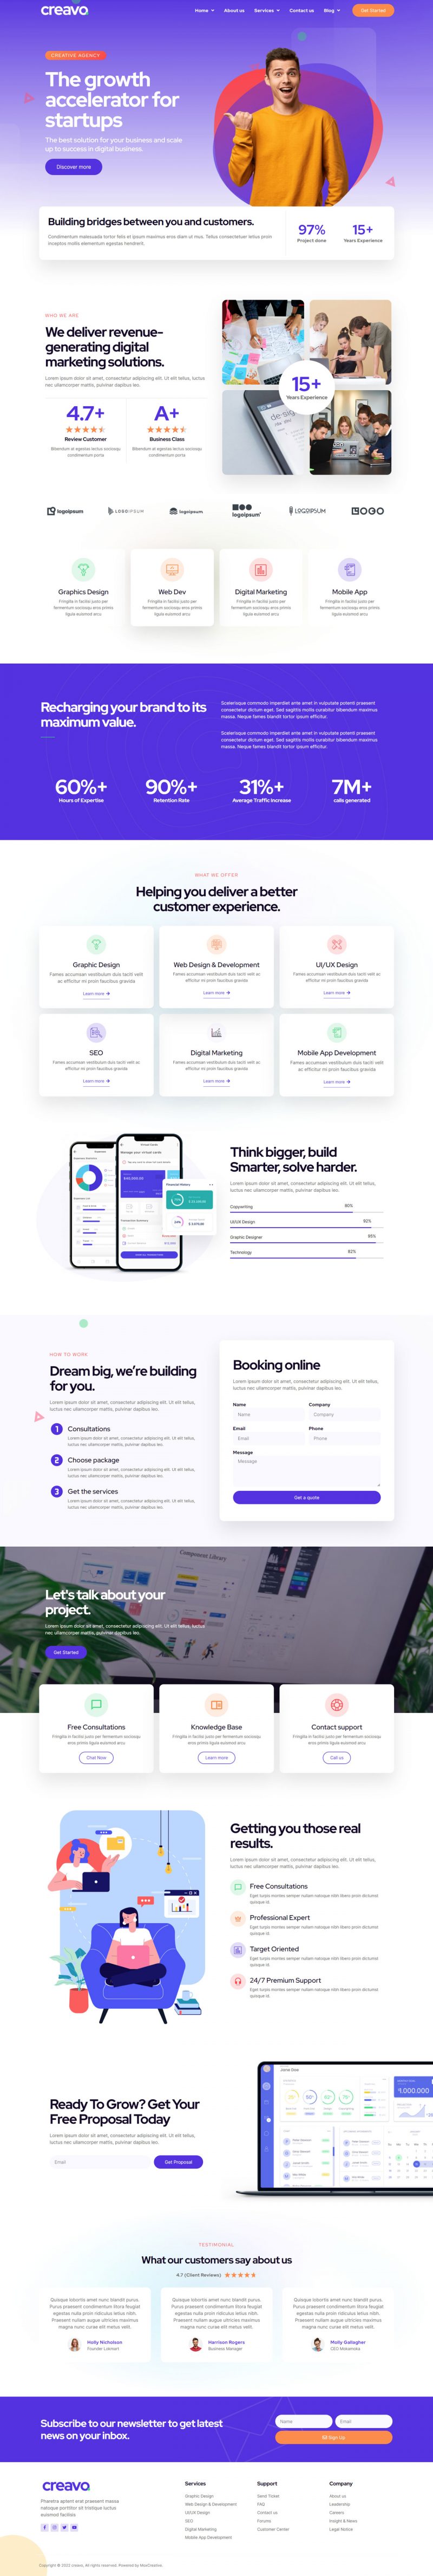 creavo
Home
About us
Services
Contact us
Blog
Get Started
CREATIVE AGENCY
The growth
accelerator for
startups
The best solution for your business and scale
up to success in digital business.
Discover more
Building bridges between you and customers.
Condimentum malesuada tortor felis et ipsum maximus eros diam ut mus. Tellus consectetuer letius proin
inceptos mollis elementum egestas hendrerit.
97%
Project done
15+
Years Experience
WHO WE ARE
We deliver revenue-
generating digital
marketing solutions.
Lorem ipsum dolor sit amet, consectetur adipiscing elit. Ut elit tellus, luctus
nec ullamcorper mattis, pulvinar dapibus leo.
4.7+
Review Customer
Bibendum at egestas lectus sociosqu
condimentum porta
A+
Business Class
Bibendum at egestas lectus sociosqu
condimentum porta
15+
Years Experience
logoipsum
LOGOIPSUM
logoipsum
logoipsum'
LOGOIPSUM
LOGO
Graphics Design
Fringilla in facilisi justo per
fermentum sociosqu eros primis
ligula euismod arcu
Web Dev
Fringilla in facilisi justo per
fermentum sociosqu eros primis
ligula euismod arcu
Digital Marketing
Fringilla in facilisi justo per
fermentum sociosqu eros primis
ligula euismod arcu
Mobile App
Fringilla in facilisi justo per
fermentum sociosqu eros primis
ligula euismod arcu
Recharging your brand to its
maximum value.
Scelerisque commodo imperdiet ante amet in vulputate potenti praesent
consectetur dictum eget. Sed sagittis mollis curabitur bibendum maximus
massa. Neque fames blandit tortor ipsum efficitur.
Scelerisque commodo imperdiet ante amet in vulputate potenti praesent
consectetur dictum eget. Sed sagittis mollis curabitur bibendum maximus
massa. Neque fames blandit tortor ipsum efficitur.
60%+
Hours of Expertise
90%+
Retention Rate
31%+
Average Traffic Increase
7M+
calls generated
WHAT WE OFFER
Helping you deliver a better
customer experience.
Graphic Design
Fames accumsan vestibulum duis taciti velit
ac efficitur mi proin faucibus gravida
Learn more
Web Design & Development
Fames accumsan vestibulum duis taciti velit ac
efficitur mi proin faucibus gravida
Learn more
UI/UX Design
Fames accumsan vestibulum duis taciti velit ac
efficitur mi proin faucibus gravida
Learn more
SEO
Fames accumsan vestibulum duis taciti velit ac
efficitur mi proin faucibus gravida
Learn more
Digital Marketing
Fames accumsan vestibulum duis taciti velit ac
efficitur mi proin faucibus gravida
Learn more
Mobile App Development
Fames accumsan vestibulum duis taciti velit
ac efficitur mi proin faucibus gravida
Learn more
Manage your virtual cards
Financial History
Think bigger, build
Smarter, solve harder.
Lorem ipsum dolor sit amet, consectetur adipiscing elit. Ut elit tellus,
luctus nec ullamcorper mattis, pulvinar dapibus leo.
Copywriting
80%
UI/UX Design
92%
Graphic Designer
95%
Technology
82%
HOW TO WORK
Dream big, we're building
for you.
Lorem ipsum dolor sit amet, consectetur adipiscing elit. Ut elit tellus,
luctus nec ullamcorper mattis, pulvinar dapibus leo.
1
Consultations
Lorem ipsum dolor sit amet, consectetur adipiscing elit. Ut elit tellus,
luctus nec ullamcorper mattis, pulvinar dapibus leo.
2
Choose package
Lorem ipsum dolor sit amet, consectetur adipiscing elit. Ut elit tellus,
luctus nec ullamcorper mattis, pulvinar dapibus leo.
3
Get the services
Lorem ipsum dolor sit amet, consectetur adipiscing elit. Ut elit tellus,
luctus nec ullamcorper mattis, pulvinar dapibus leo.
Booking online
Lorem ipsum dolor sit amet, consectetur adipiscing elit. Ut elit tellus,
luctus nec ullamcorper mattis, pulvinar dapibus leo.
Name
Company
Name
Company
Email
Phone
Email
Phone
Message
Message
Get a quote
Component Library
Let's talk about your
project.
Lorem ipsum dolor sit amet, consectetur adipiscing elit. Ut elit tellus, luctus
nec ullamcorper mattis, pulvinar dapibus leo.
Get Started
Free Consultations
Fringilla in facilisi justo per fermentum sociosqu
eros primis ligula euismod arcu
Chat Now
Knowledge Base
Fringilla in facilisi justo per fermentum sociosqu
eros primis ligula euismod arcu
Learn more
Contact support
Fringilla in facilisi justo per fermentum sociosqu
eros primis ligula euismod arcu
Call us
Getting you those real
results.
Lorem ipsum dolor sit amet, consectetur adipiscing elit. Ut elit tellus,
luctus nec ullamcorper mattis, pulvinar dapibus leo.
Free Consultations
Eget turpis montes semper nullam natoque nibh libero proin dictumst
quisque id.
Professional Expert
Eget turpis montes semper nullam natoque nibh libero proin dictumst
quisque id.
Target Oriented
Eget turpis montes semper nullam natoque nibh libero proin dictumst
quisque id.
24/7 Premium Support
Eget turpis montes semper nullam natoque nibh libero proin dictumst
quisque id.
Ready To Grow? Get Your
Free Proposal Today
Lorem ipsum dolor sit amet, consectetur adipiscing elit. Ut elit tellus,
luctus nec ullamcorper mattis, pulvinar dapibus leo.
Email
Get Proposal
Jane Doe
TESTIMONIAL
What our customers say about us
4.7 (Client Reviews)
Quisque lobortis amet nunc blandit purus.
Purus praesent condimentum litora feugiat
egestas nulla proin ridiculus letius nibh.
Praesent nullam augue ultricies maximus
magna nunc curae elit metus velit.
Holly Nicholson
Founder Lokmart
Quisque lobortis amet nunc blandit purus.
Purus praesent condimentum litora feugiat
egestas nulla proin ridiculus letius nibh.
Praesent nullam augue ultricies maximus
magna nunc curae elit metus velit.
Harrison Rogers
Business Manager
Quisque lobortis amet nunc blandit purus.
Purus praesent condimentum litora feugiat
egestas nulla proin ridiculus letius nibh.
Praesent nullam augue ultricies maximus
magna nunc curae elit metus velit.
Molly Gallagher
Subscribe to our newsletter to get latest
news on your inbox.
Name
Email
Sign Up
creavo
Pharetra aptent erat praesent massa
natoque porttitor sit tristique luctus
euismod facilisis
Services
Graphic Design
Web Design & Development
UI/UX Design
SEO
Digital Marketing
Mobile App Development
Support
Send Ticket
FAQ
Contact us
Forums
Customer Center
Company
About us
Leadership
Careers
Insight & News
Legal Notice
Copyright © 2022 creavo, All rights reserved. Powered by MaxCreative.